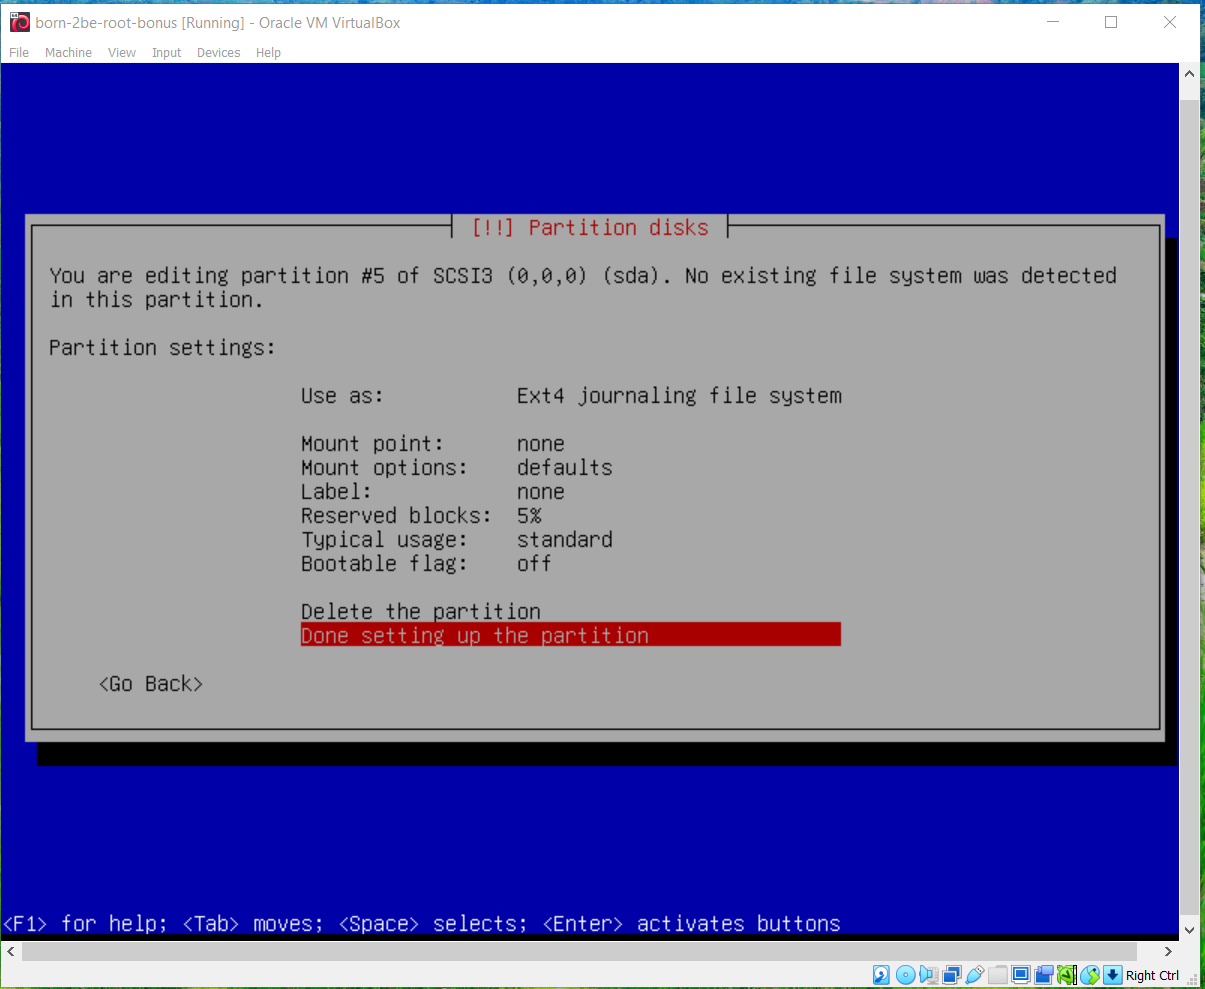 born-2be-root-bonus [Running] - Oracle VM VirtualBox
File Machine View Input Devices Help
[!!] Partition disks
You are editing partition #5 of SCSI3 (0,0,0) (sda). No existing file system was detected
in this partition.
Partition settings:
Use as: Ext4 journaling file system
Mount point: none
Mount options: defaults
Label: none
Reserved blocks: 5%
Typical usage: standard
Bootable flag: off
Delete the partition
Done setting up the partition
<Go Back>
<F1> for help; <Tab> moves; <Space> selects; <Enter> activates buttons
Right Ctrl